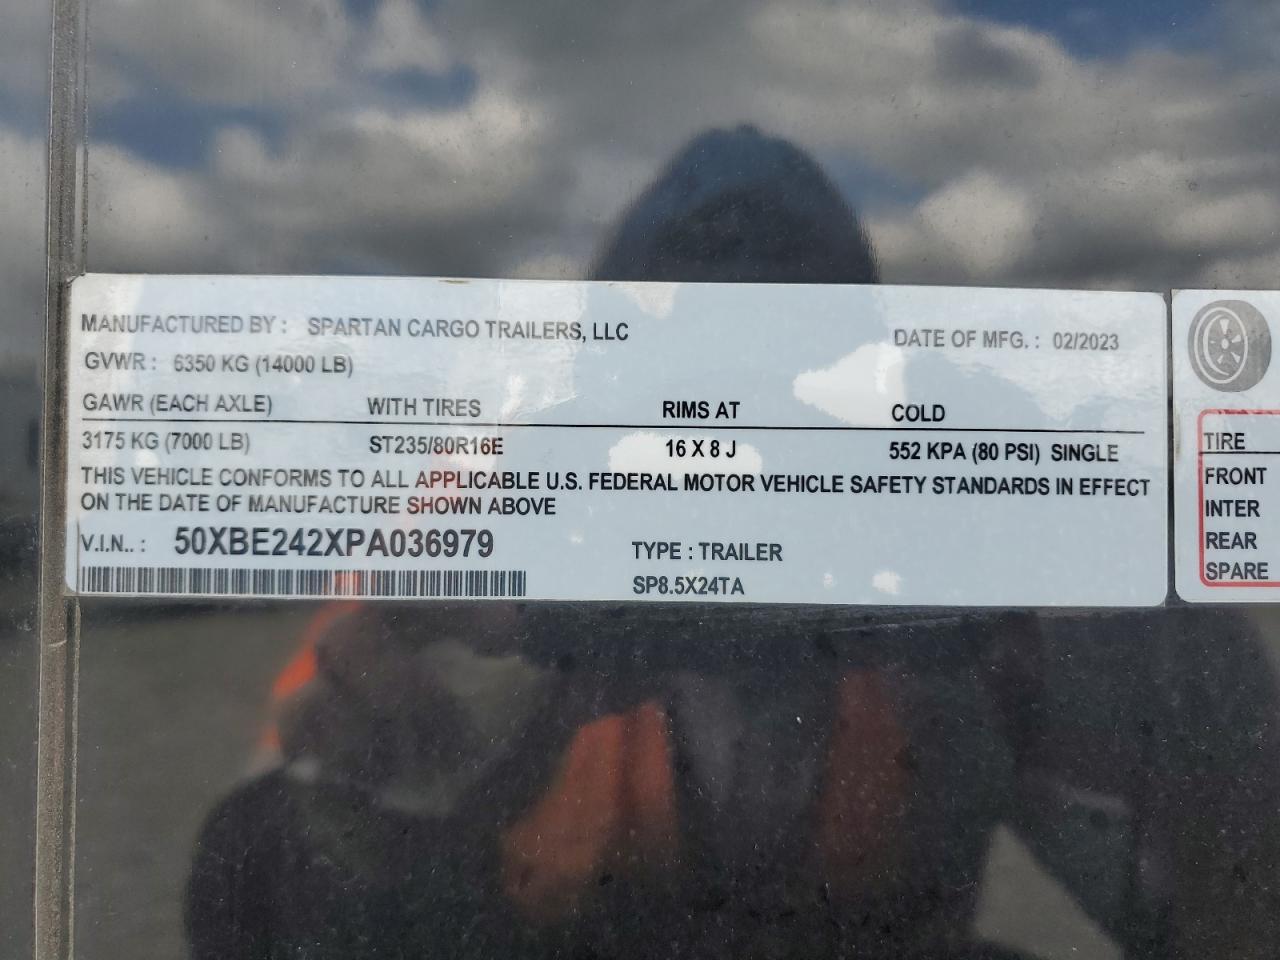 MANUFACTURED BY : SPARTAN CARGO TRAILERS, LLC
DATE OF MFG. : 02/2023
GVWR : 6350 KG (14000 LB)
GAWR (EACH AXLE) WITH TIRES RIMS AT COLD
3175 KG (7000 LB) ST235/80R16E 16 X 8 J 552 KPA (80 PSI) SINGLE
THIS VEHICLE CONFORMS TO ALL APPLICABLE U.S. FEDERAL MOTOR VEHICLE SAFETY STANDARDS IN EFFECT
ON THE DATE OF MANUFACTURE SHOWN ABOVE
V.I.N.. : 50XBE242XPA036979
TYPE : TRAILER
SP8.5X24TA
TIRE
FRONT
INTER
REAR
SPARE